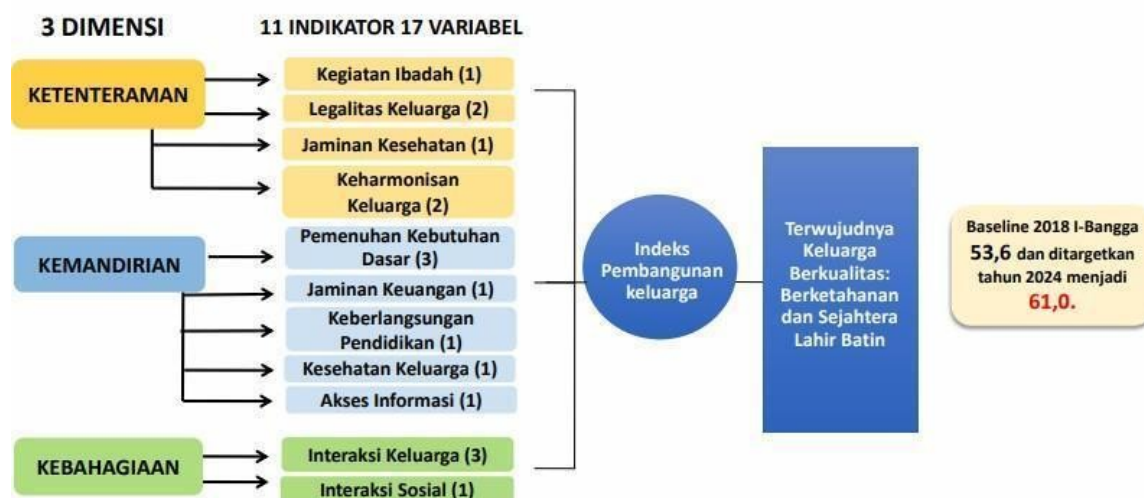 3 DIMENSI
11 INDIKATOR 17 VARIABEL
KETENTERAMAN
Kegiatan Ibadah (1)
Legalitas Keluarga (2)
Jaminan Kesehatan (1)
Keharmonisan
Keluarga (2)
KEMANDIRIAN
Pemenuhan Kebutuhan
Dasar (3)
Jaminan Keuangan (1)
Keberlangsungan
Pendidikan (1)
Kesehatan Keluarga (1)
Akses Informasi (1)
KEBAHAGIAAN
Interaksi Keluarga (3)
Interaksi Sosial (1)
Indeks
Pembangunan
keluarga
Terwujudnya
Keluarga
Berkualitas:
Berketahanan
dan Sejahtera
Lahir Batin
Baseline 2018 I-Bangga
53,6 dan ditargetkan
tahun 2024 menjadi
61,0.